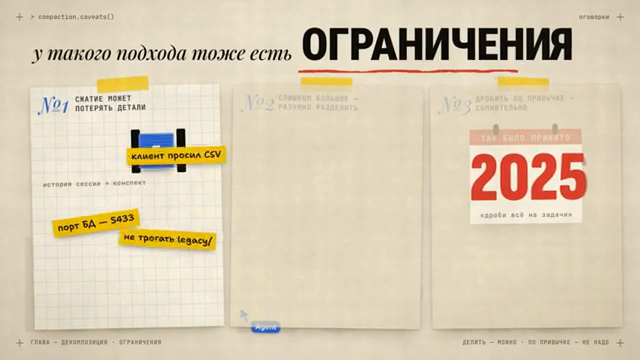 > compaction.caveats()
оговорки
у такого подхода тоже есть ОГРАНИЧЕНИЯ
№1 СЖАТИЕ МОЖЕТ
ПОТЕРЯТЬ ДЕТАЛИ
клиент просил CSV
история сессии → конспект
порт БД — 5433
не трогать legacy/
№2 СЛИШКОМ БОЛЬШОЕ —
РАЗУМНО РАЗДЕЛИТЬ
Agent
№3 ДРОБИТЬ ПО ПРИВЫЧКЕ —
СОМНИТЕЛЬНО
ТАК БЫЛО ПРИНЯТО
2025
«дроби всё на задачи»
ГЛАВА — ДЕКОМПОЗИЦИЯ · ОГРАНИЧЕНИЯ
ДЕЛИТЬ — МОЖНО · ПО ПРИВЫЧКЕ — НЕ НАДО